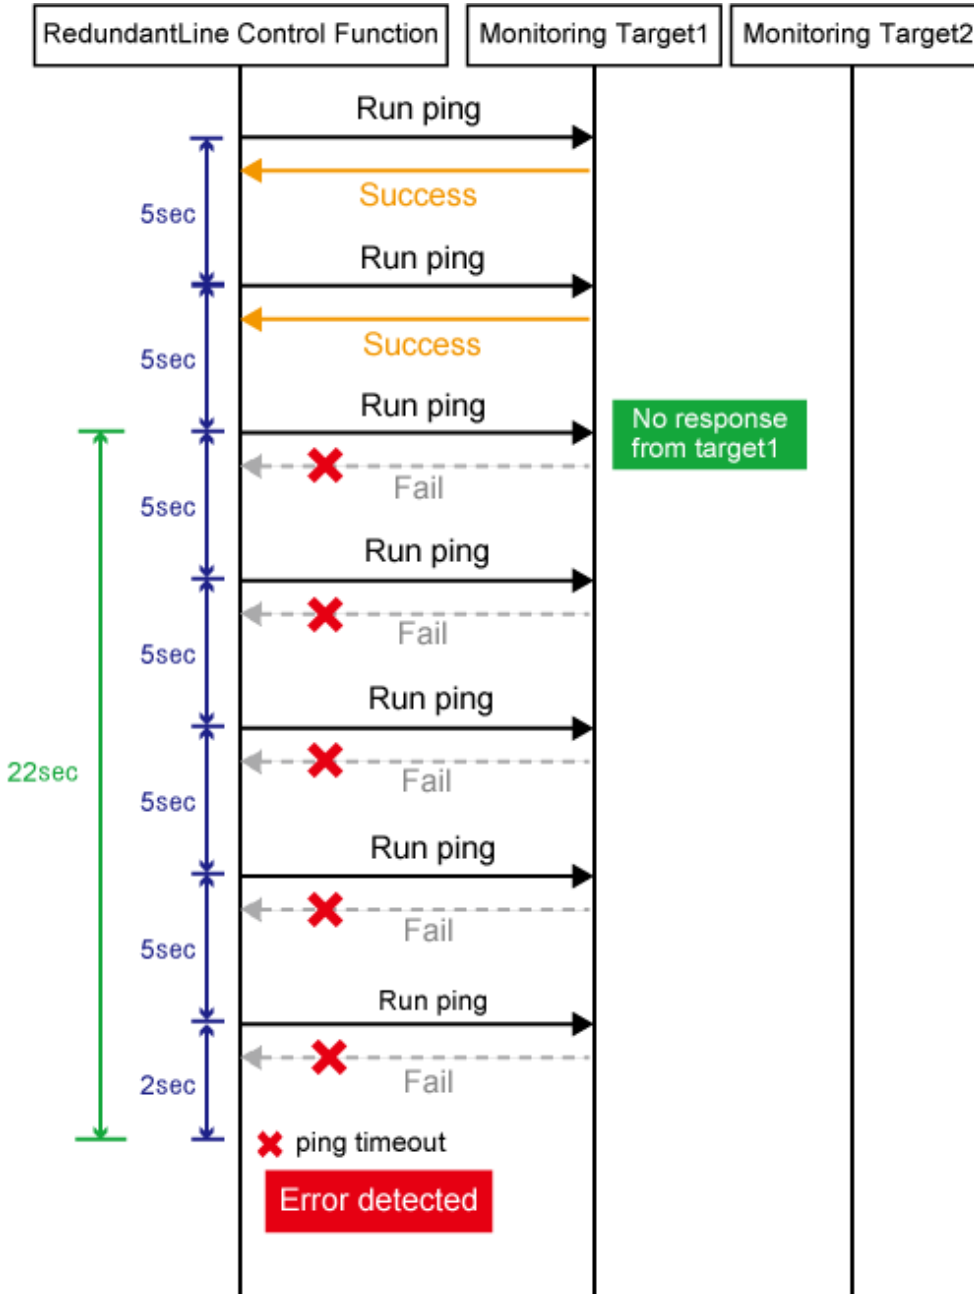 RedundantLine Control Function
Monitoring Target1
Monitoring Target2
Run ping
Success
5sec
Run ping
Success
5sec
Run ping
No response
from target1
Fail
5sec
Run ping
Fail
5sec
Run ping
22sec
Fail
5sec
Run ping
Fail
5sec
Run ping
Fail
2sec
ping timeout
Error detected